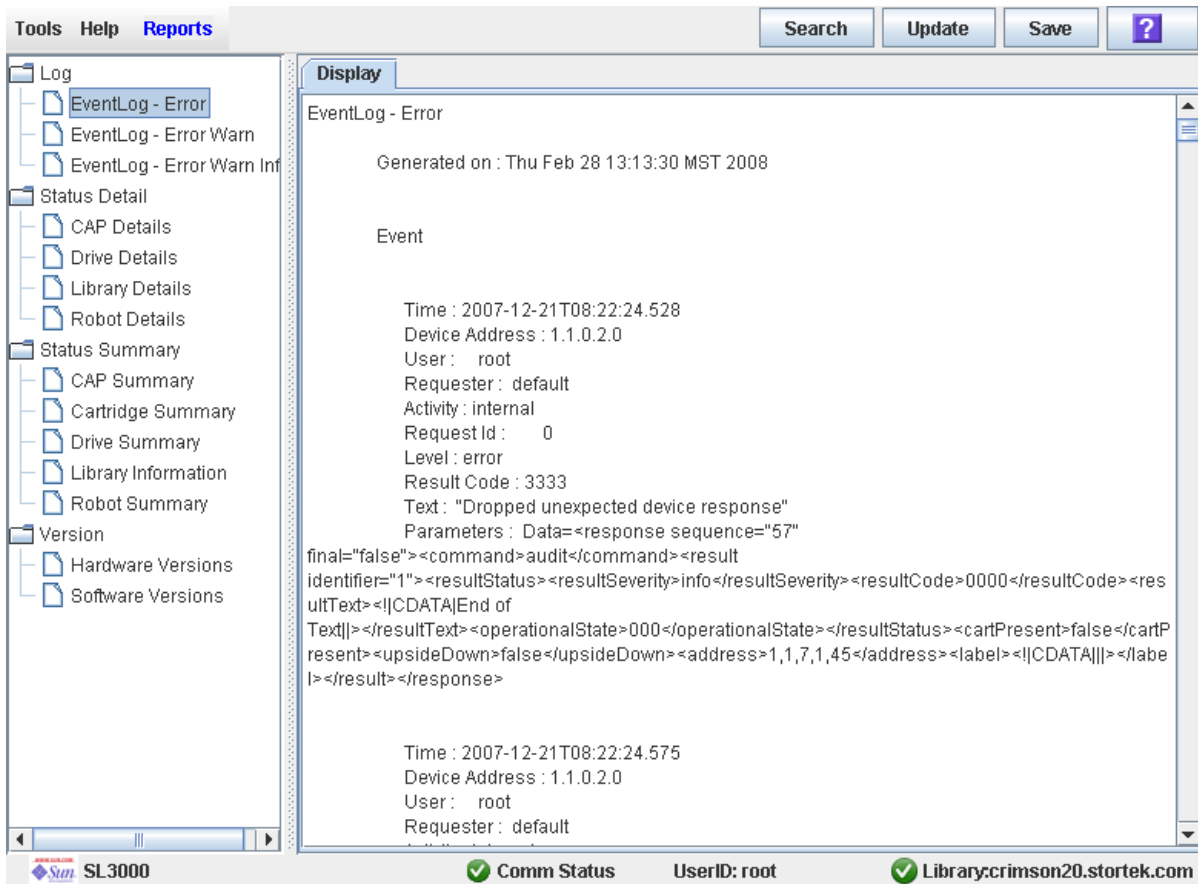 Tools Help Reports
Search Update Save ?
Log
EventLog - Error
EventLog - Error Warn
EventLog - Error Warn Inf
Status Detail
CAP Details
Drive Details
Library Details
Robot Details
Status Summary
CAP Summary
Cartridge Summary
Drive Summary
Library Information
Robot Summary
Version
Hardware Versions
Software Versions
Display
EventLog - Error
Generated on : Thu Feb 28 13:13:30 MST 2008
Event
Time : 2007-12-21T08:22:24.528
Device Address : 1.1.0.2.0
User : root
Requester : default
Activity : internal
Request Id : 0
Level : error
Result Code : 3333
Text : "Dropped unexpected device response"
Parameters : Data=<response sequence="57"
final="false"><command>audit</command><result
identifier="1"><resultStatus><resultSeverity>info</resultSeverity><resultCode>0000</resultCode><res
ultText><!|CDATA|End of
Text||></resultText><operationalState>000</operationalState></resultStatus><cartPresent>false</cartP
resent><upsideDown>false</upsideDown><address>1,1,7,1,45</address><label><!|CDATA|||></labe
l></result></response>
Time : 2007-12-21T08:22:24.575
Device Address : 1.1.0.2.0
User : root
Requester : default
Sun SL3000
Comm Status
UserID: root
Library:crimson20.stortek.com